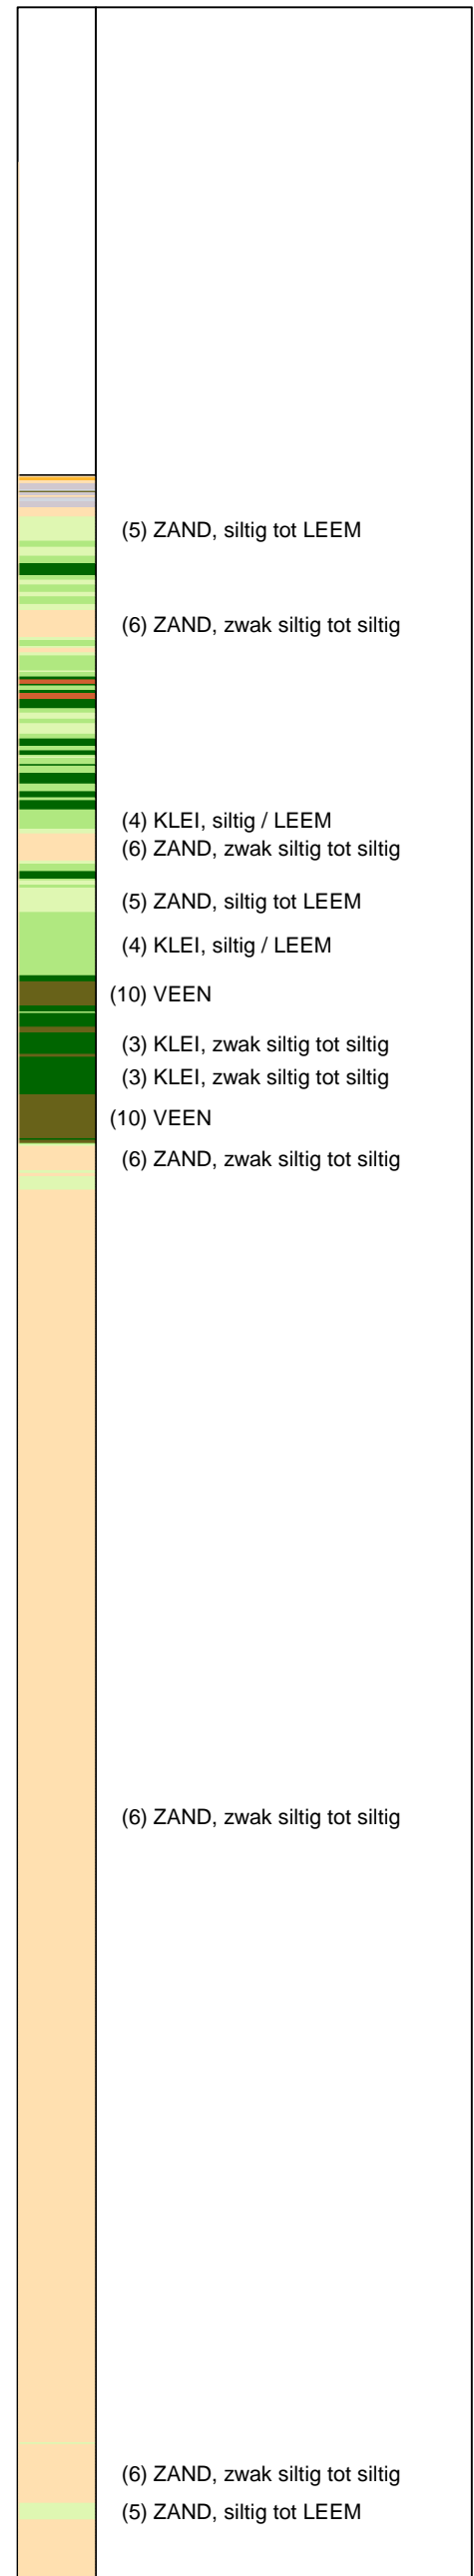 (5) ZAND, siltig tot LEEM
(6) ZAND, zwak siltig tot siltig
(4) KLEI, siltig / LEEM
(6) ZAND, zwak siltig tot siltig
(5) ZAND, siltig tot LEEM
(4) KLEI, siltig / LEEM
(10) VEEN
(3) KLEI, zwak siltig tot siltig
(3) KLEI, zwak siltig tot siltig
(10) VEEN
(6) ZAND, zwak siltig tot siltig
(6) ZAND, zwak siltig tot siltig
(6) ZAND, zwak siltig tot siltig
(5) ZAND, siltig tot LEEM